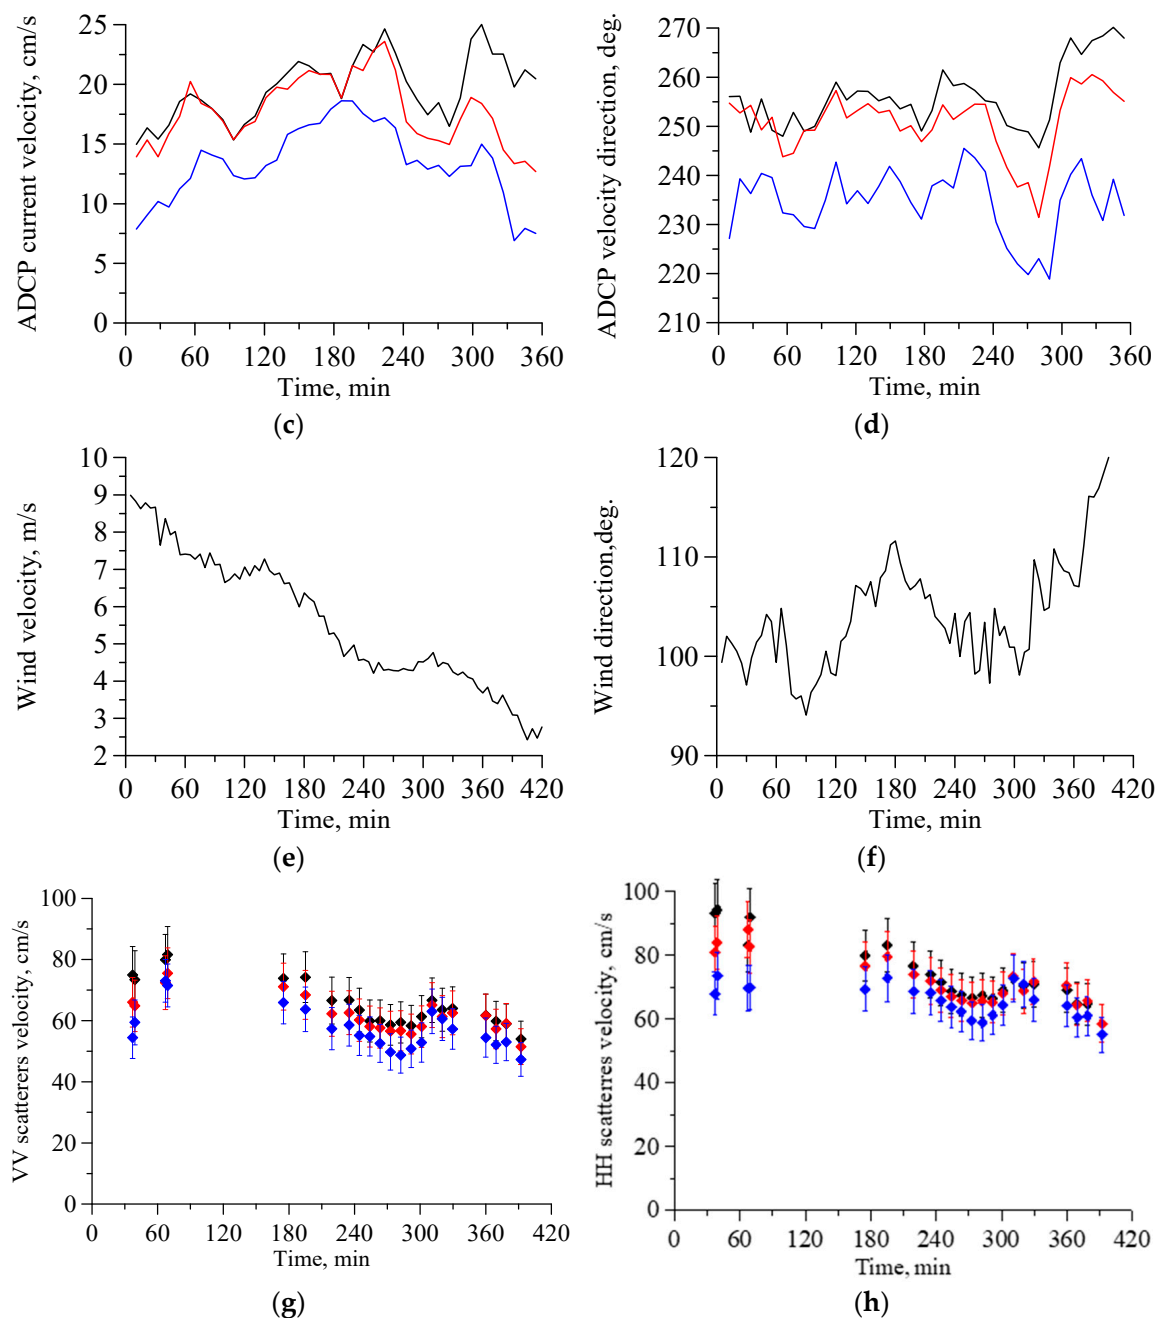 25
20
15
10
5
0
ADCP current velocity, cm/s
0 60 120 180 240 300 360
Time, min
(c)
270
260
250
240
230
220
210
ADCP velocity direction, deg.
0 60 120 180 240 300 360
Time, min
(d)
10
9
8
7
6
5
4
3
2
Wind velocity, m/s
0 60 120 180 240 300 360 420
Time, min
(e)
120
110
100
90
Wind direction,deg.
0 60 120 180 240 300 360 420
Time, min
(f)
100
80
60
40
20
0
VV scatterers velocity, cm/s
0 60 120 180 240 300 360 420
Time, min
(g)
100
80
60
40
20
0
HH scatterres velocity, cm/s
0 60 120 180 240 300 360 420
Time, min
(h)